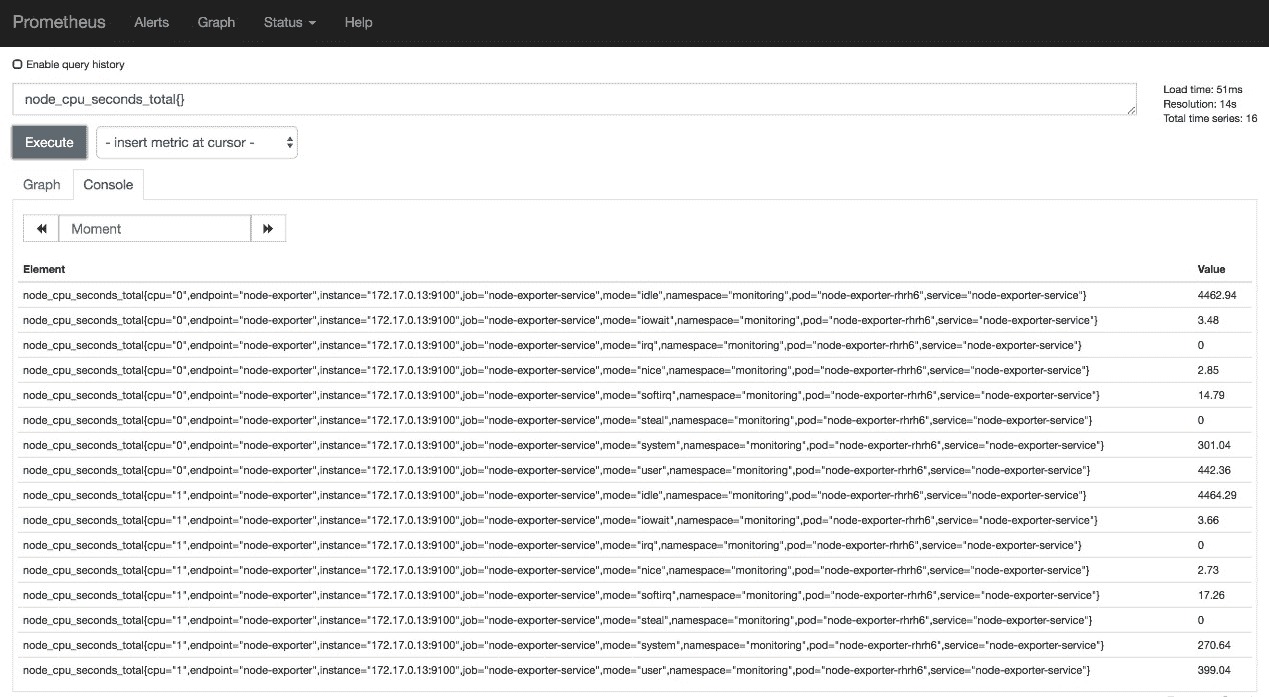 Prometheus Alerts Graph Status Help
Enable query history
node_cpu_seconds_total{}
Load time: 51ms
Resolution: 14s
Total time series: 16
Execute - insert metric at cursor -
Graph Console
Moment
Element Value
node_cpu_seconds_total{cpu="0",endpoint="node-exporter",instance="172.17.0.13:9100",job="node-exporter-service",mode="idle",namespace="monitoring",pod="node-exporter-rhrh6",service="node-exporter-service"} 4462.94
node_cpu_seconds_total{cpu="0",endpoint="node-exporter",instance="172.17.0.13:9100",job="node-exporter-service",mode="iowait",namespace="monitoring",pod="node-exporter-rhrh6",service="node-exporter-service"} 3.48
node_cpu_seconds_total{cpu="0",endpoint="node-exporter",instance="172.17.0.13:9100",job="node-exporter-service",mode="irq",namespace="monitoring",pod="node-exporter-rhrh6",service="node-exporter-service"} 0
node_cpu_seconds_total{cpu="0",endpoint="node-exporter",instance="172.17.0.13:9100",job="node-exporter-service",mode="nice",namespace="monitoring",pod="node-exporter-rhrh6",service="node-exporter-service"} 2.85
node_cpu_seconds_total{cpu="0",endpoint="node-exporter",instance="172.17.0.13:9100",job="node-exporter-service",mode="softirq",namespace="monitoring",pod="node-exporter-rhrh6",service="node-exporter-service"} 14.79
node_cpu_seconds_total{cpu="0",endpoint="node-exporter",instance="172.17.0.13:9100",job="node-exporter-service",mode="steal",namespace="monitoring",pod="node-exporter-rhrh6",service="node-exporter-service"} 0
node_cpu_seconds_total{cpu="0",endpoint="node-exporter",instance="172.17.0.13:9100",job="node-exporter-service",mode="system",namespace="monitoring",pod="node-exporter-rhrh6",service="node-exporter-service"} 301.04
node_cpu_seconds_total{cpu="0",endpoint="node-exporter",instance="172.17.0.13:9100",job="node-exporter-service",mode="user",namespace="monitoring",pod="node-exporter-rhrh6",service="node-exporter-service"} 442.36
node_cpu_seconds_total{cpu="1",endpoint="node-exporter",instance="172.17.0.13:9100",job="node-exporter-service",mode="idle",namespace="monitoring",pod="node-exporter-rhrh6",service="node-exporter-service"} 4464.29
node_cpu_seconds_total{cpu="1",endpoint="node-exporter",instance="172.17.0.13:9100",job="node-exporter-service",mode="iowait",namespace="monitoring",pod="node-exporter-rhrh6",service="node-exporter-service"} 3.66
node_cpu_seconds_total{cpu="1",endpoint="node-exporter",instance="172.17.0.13:9100",job="node-exporter-service",mode="irq",namespace="monitoring",pod="node-exporter-rhrh6",service="node-exporter-service"} 0
node_cpu_seconds_total{cpu="1",endpoint="node-exporter",instance="172.17.0.13:9100",job="node-exporter-service",mode="nice",namespace="monitoring",pod="node-exporter-rhrh6",service="node-exporter-service"} 2.73
node_cpu_seconds_total{cpu="1",endpoint="node-exporter",instance="172.17.0.13:9100",job="node-exporter-service",mode="softirq",namespace="monitoring",pod="node-exporter-rhrh6",service="node-exporter-service"} 17.26
node_cpu_seconds_total{cpu="1",endpoint="node-exporter",instance="172.17.0.13:9100",job="node-exporter-service",mode="steal",namespace="monitoring",pod="node-exporter-rhrh6",service="node-exporter-service"} 0
node_cpu_seconds_total{cpu="1",endpoint="node-exporter",instance="172.17.0.13:9100",job="node-exporter-service",mode="system",namespace="monitoring",pod="node-exporter-rhrh6",service="node-exporter-service"} 270.64
node_cpu_seconds_total{cpu="1",endpoint="node-exporter",instance="172.17.0.13:9100",job="node-exporter-service",mode="user",namespace="monitoring",pod="node-exporter-rhrh6",service="node-exporter-service"} 399.04